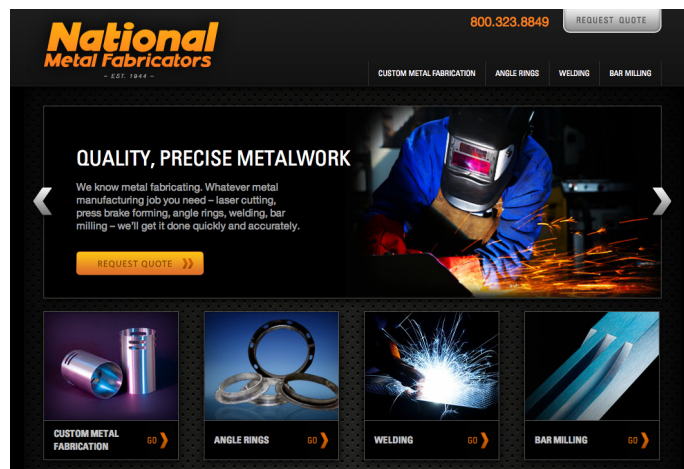 800.323.8849
REQUEST QUOTE
National
Metal Fabricators
– EST. 1944 –
CUSTOM METAL FABRICATION
ANGLE RINGS
WELDING
BAR MILLING
QUALITY, PRECISE METALWORK
We know metal fabricating. Whatever metal
manufacturing job you need – laser cutting,
press brake forming, angle rings, welding, bar
milling – we'll get it done quickly and accurately.
REQUEST QUOTE
CUSTOM METAL
FABRICATION
GO
ANGLE RINGS
GO
WELDING
GO
BAR MILLING
GO